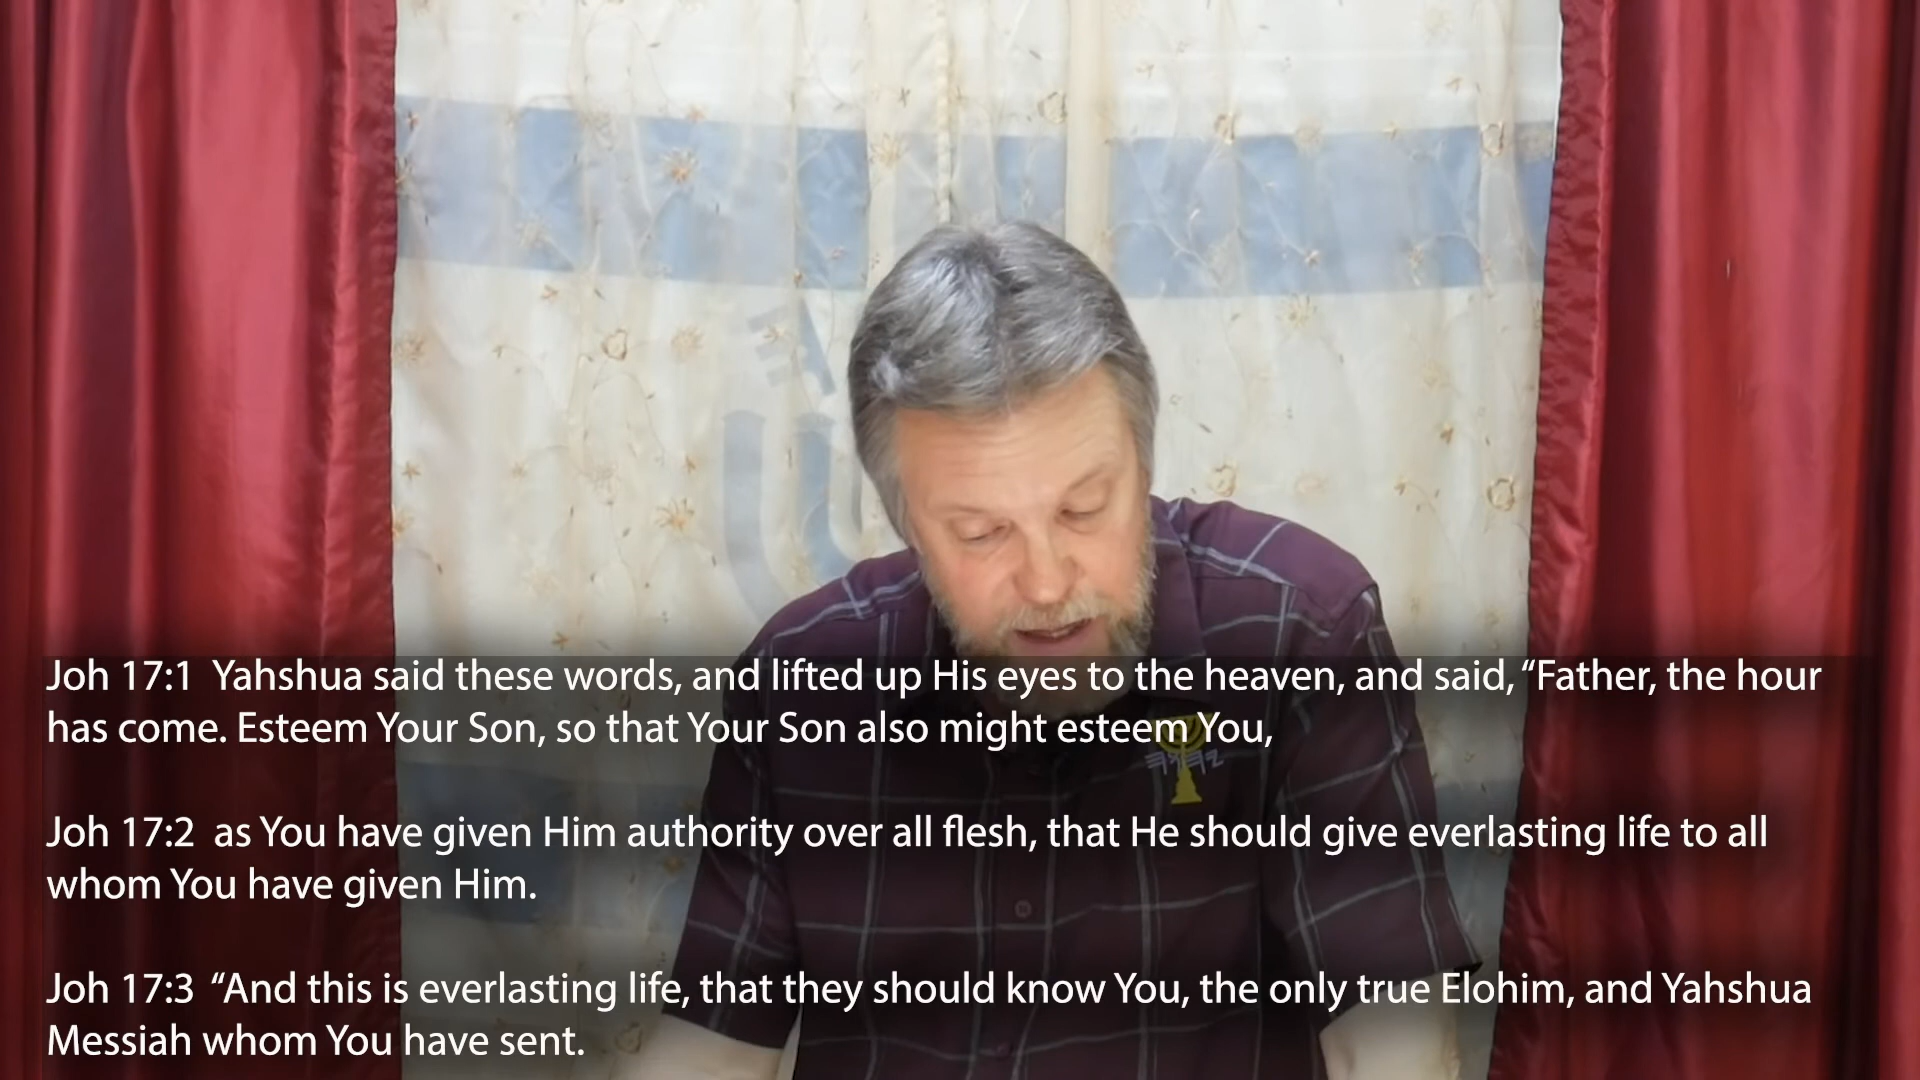 Joh 17:1  Yahshua said these words, and lifted up His eyes to the heaven, and said, “Father, the hour
has come. Esteem Your Son, so that Your Son also might esteem You,
𐤉𐤄𐤅𐤄
Joh 17:2  as You have given Him authority over all flesh, that He should give everlasting life to all
whom You have given Him.
Joh 17:3  “And this is everlasting life, that they should know You, the only true Elohim, and Yahshua
Messiah whom You have sent.